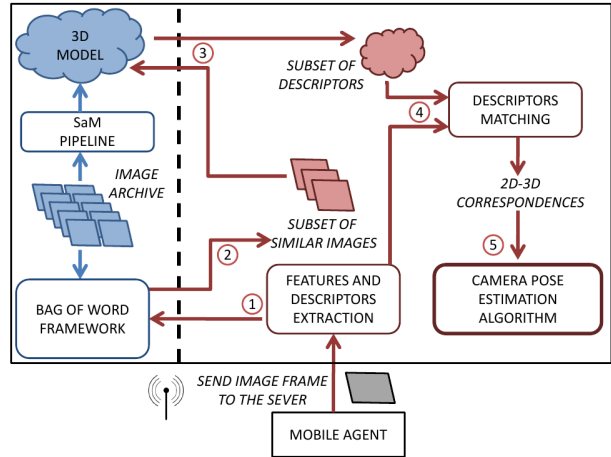 3D
MODEL
3
SUBSET OF
DESCRIPTORS
4
DESCRIPTORS
MATCHING
SaM
PIPELINE
IMAGE
ARCHIVE
2D-3D
CORRESPONDENCES
SUBSET OF
SIMILAR IMAGES
2
5
1
BAG OF WORD
FRAMEWORK
FEATURES AND
DESCRIPTORS
EXTRACTION
CAMERA POSE
ESTIMATION
ALGORITHM
SEND IMAGE FRAME
TO THE SEVER
MOBILE AGENT